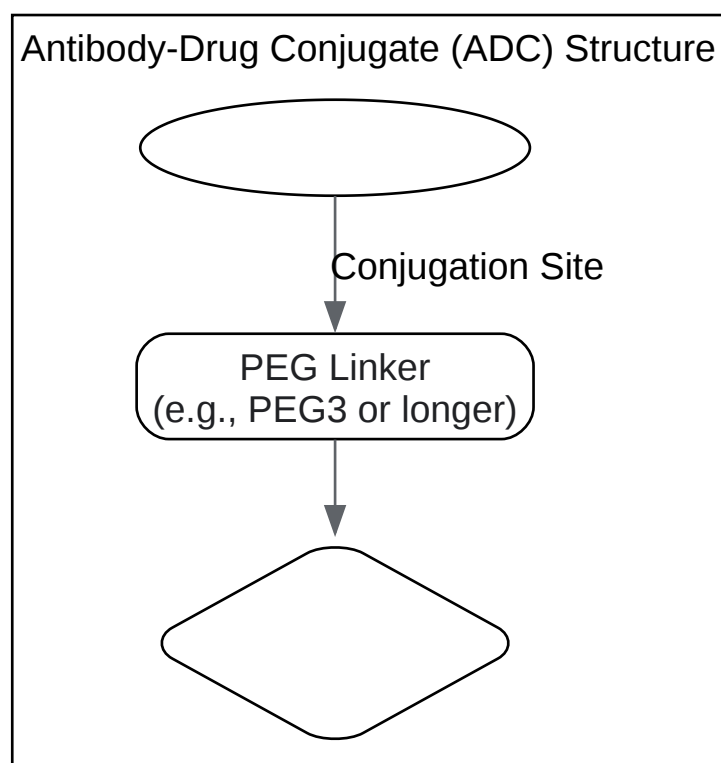 Antibody-Drug Conjugate (ADC) Structure
Conjugation Site
PEG Linker
(e.g., PEG3 or longer)